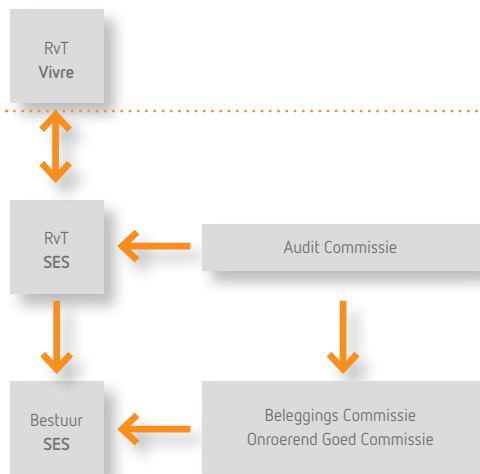 RvT
Vivre
RvT
SES
Audit Commissie
Bestuur
SES
Beleggings Commissie
Onroerend Goed Commissie